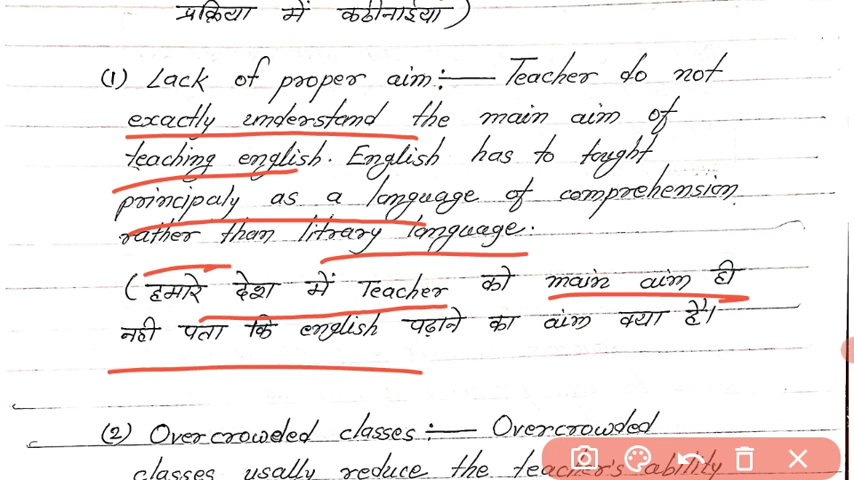 प्रक्रिया में कठीनाईया)
(1) Lack of proper aim:— Teacher do not
exactly understand the main aim of
teaching english. English has to tought
principaly as a language of comprehension
rather than litrary language.
(हमारे देश में Teacher को main aim ही
नही पता कि english पढ़ाने का aim क्या है।
(2) Overcrowded classes:— Overcrowded
classes usally reduce the teacher's ability